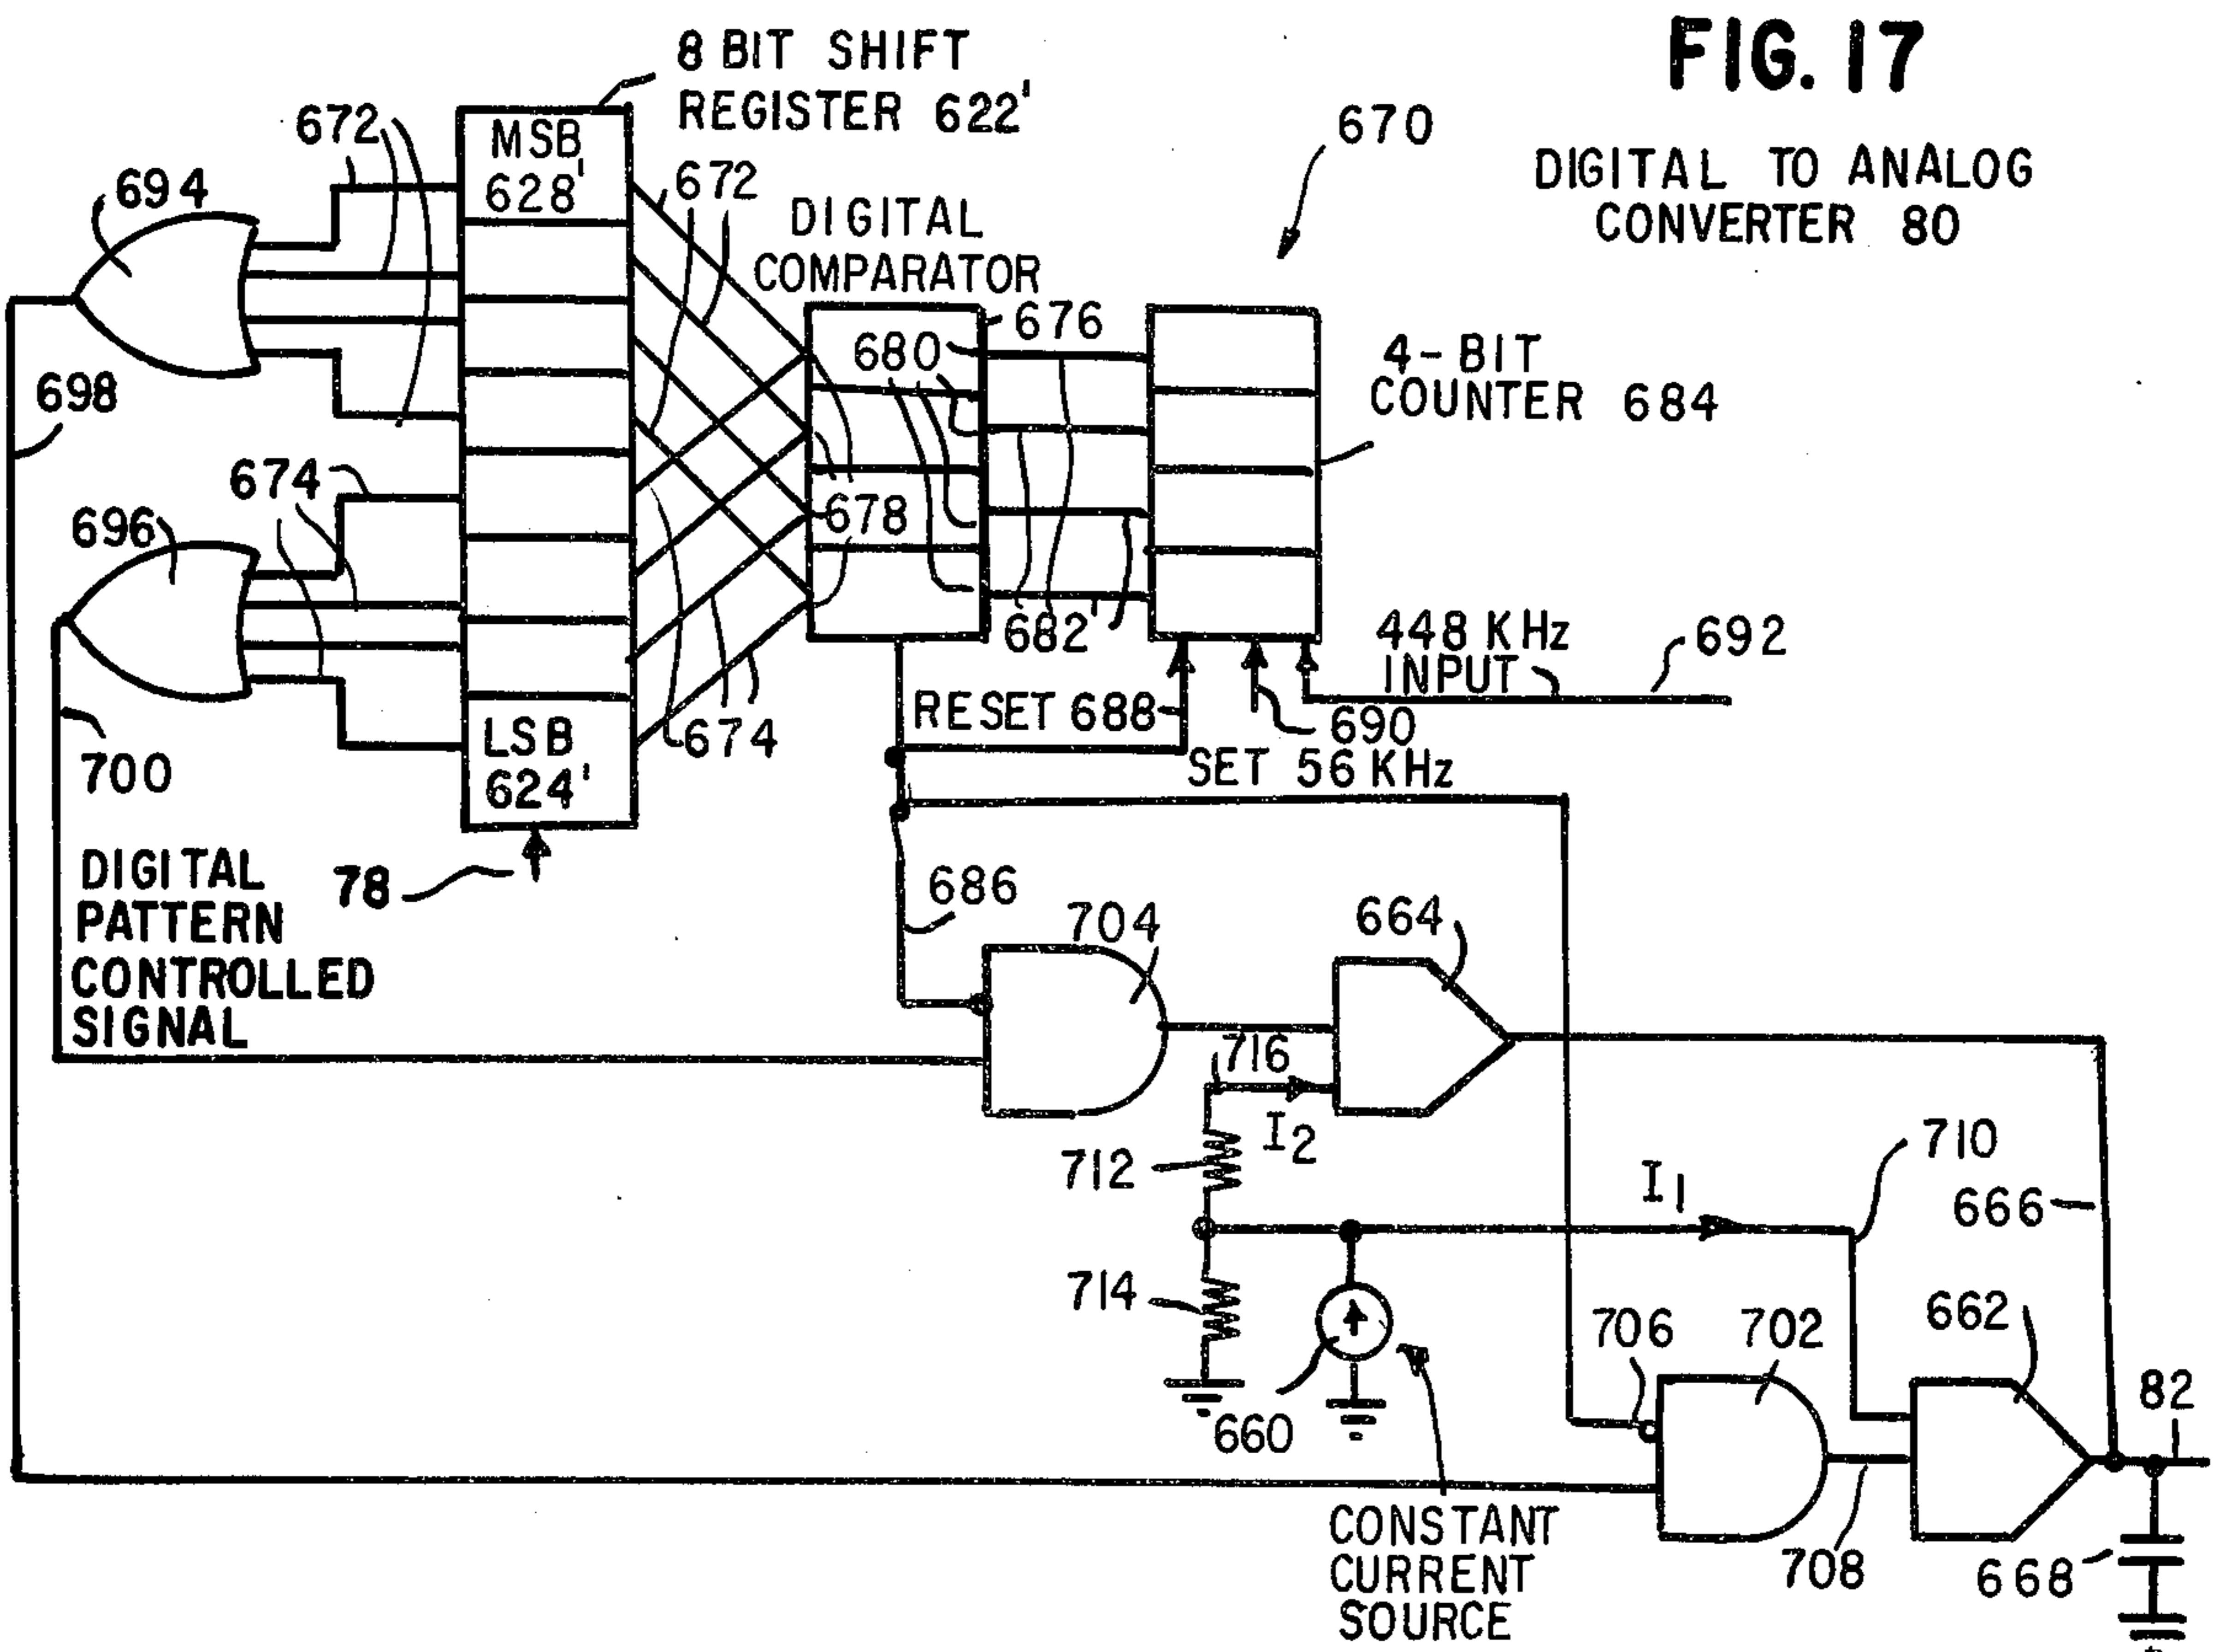 FIG. 17
DIGITAL TO ANALOG
CONVERTER 80
8 BIT SHIFT
REGISTER 622'
670
672
MSB
628'
672
694
DIGITAL
COMPARATOR
676
680
4-BIT
COUNTER 684
698
674
678
696
682
448 KHz
INPUT
692
RESET 688
690
SET 56 KHz
674
LSB
624'
700
78
DIGITAL
PATTERN
CONTROLLED
SIGNAL
686
704
664
716
I2
712
I1
710
666
714
660
706
702
662
82
CONSTANT
CURRENT
SOURCE
708
668